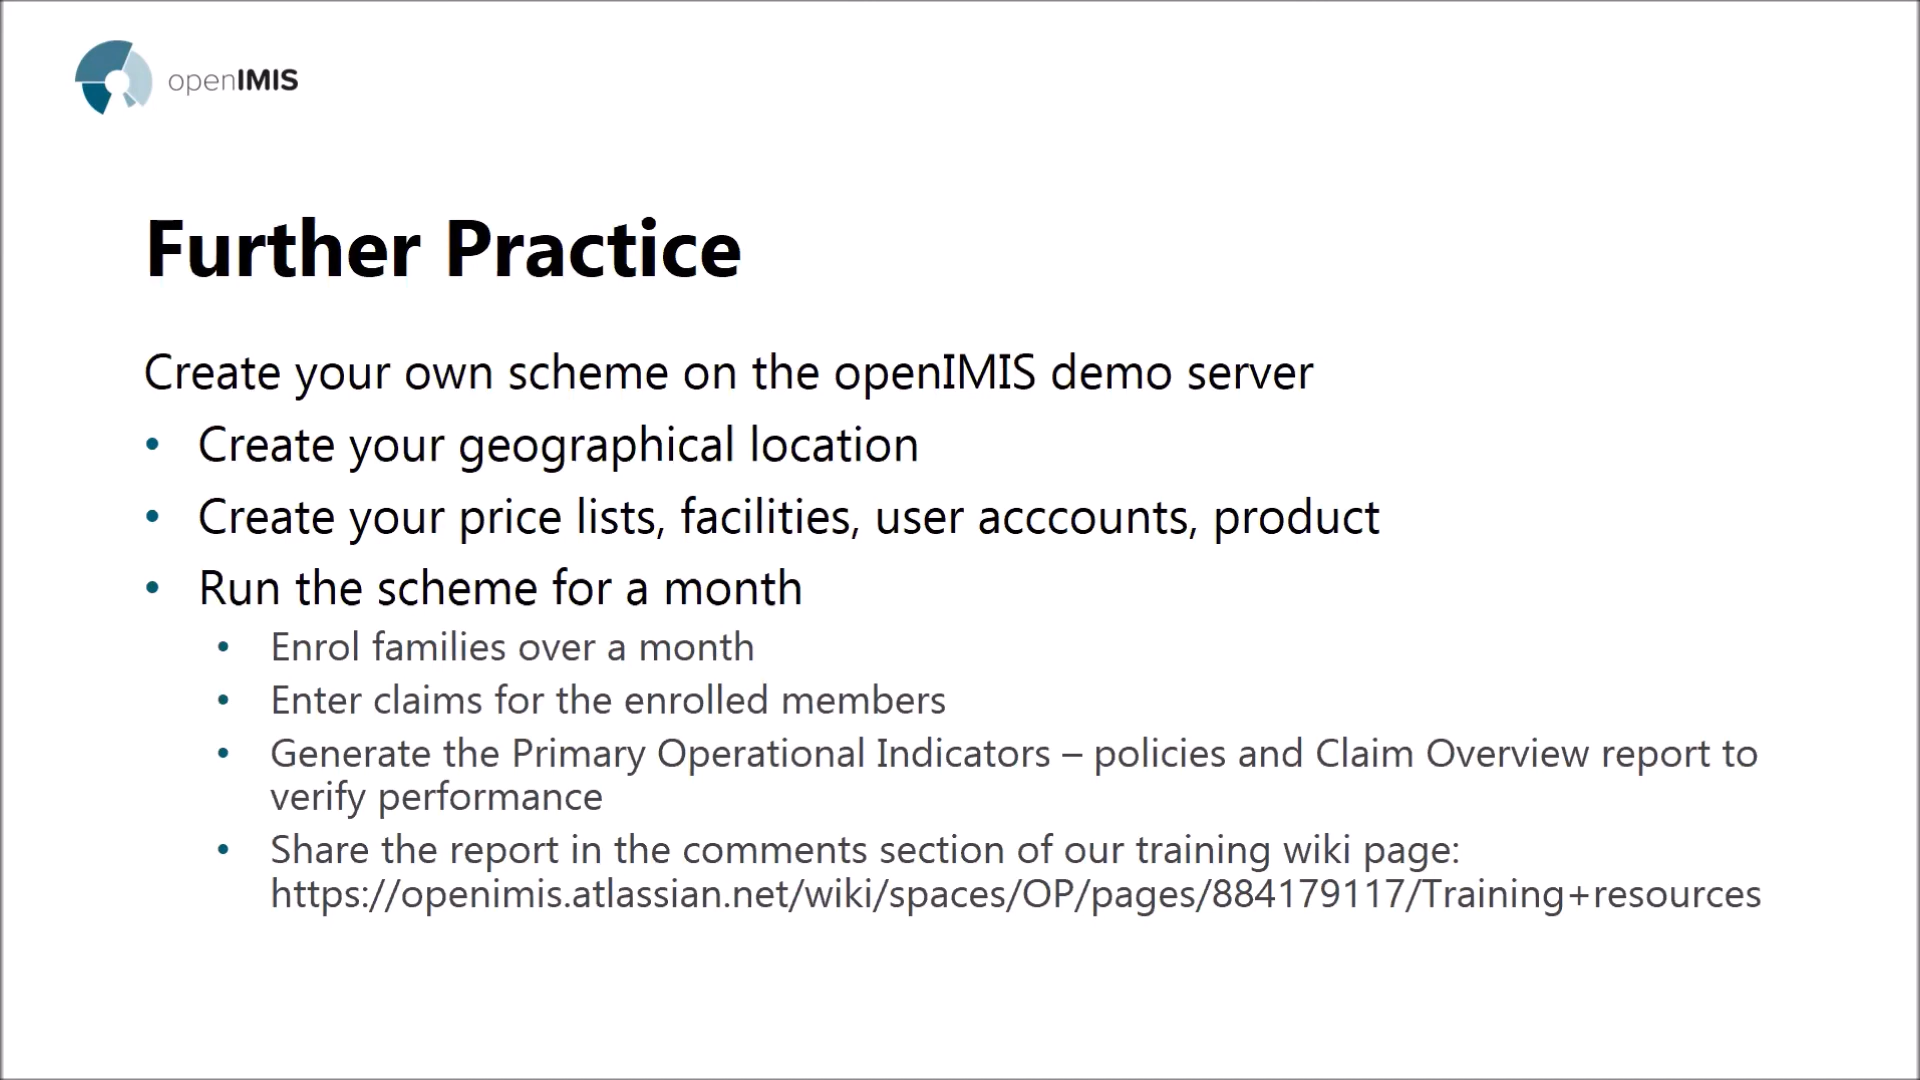 openIMIS
Further Practice
Create your own scheme on the openIMIS demo server
• Create your geographical location
• Create your price lists, facilities, user acccounts, product
• Run the scheme for a month
• Enrol families over a month
• Enter claims for the enrolled members
• Generate the Primary Operational Indicators – policies and Claim Overview report to
verify performance
• Share the report in the comments section of our training wiki page:
https://openimis.atlassian.net/wiki/spaces/OP/pages/884179117/Training+resources